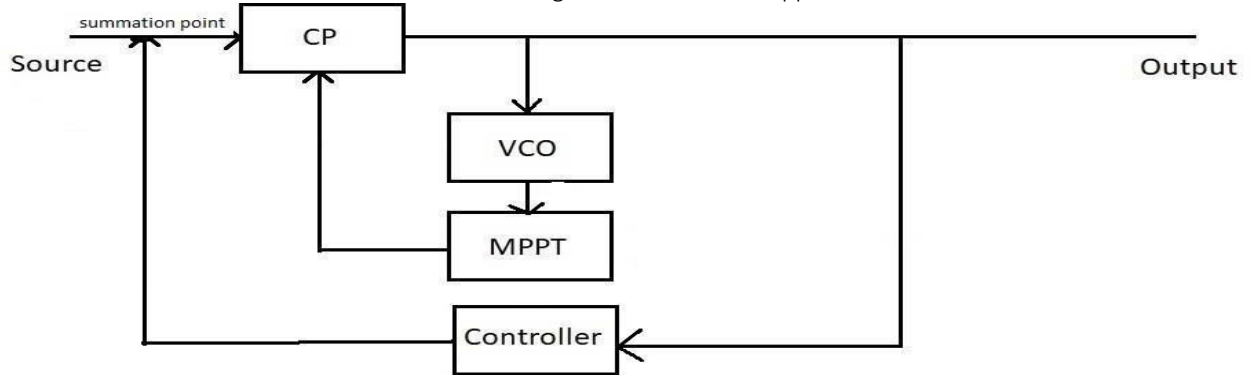 summation point
CP
Source
Output
VCO
MPPT
Controller